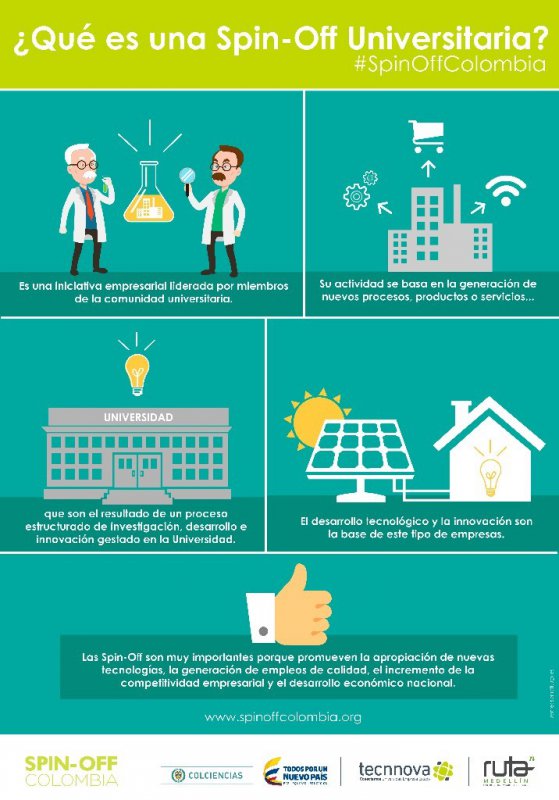 ¿Qué es una Spin-Off Universitaria?
#SpinOffColombia
Es una iniciativa empresarial liderada por miembros
de la comunidad universitaria.
Su actividad se basa en la generación de
nuevos procesos, productos o servicios...
UNIVERSIDAD
que son el resultado de un proceso
estructurado de investigación, desarrollo e
innovación gestado en la Universidad.
El desarrollo tecnológico y la innovación son
la base de este tipo de empresas.
Las Spin-Off son muy importantes porque promueven la apropiación de nuevas
tecnologías, la generación de empleos de calidad, el incremento de la
competitividad empresarial y el desarrollo económico nacional.
www.spinoffcolombia.org
SPIN-OFF
COLOMBIA
COLCIENCIAS
TODOS POR UN
NUEVO PAÍS
tecnnova
ruta
MEDELLÍN